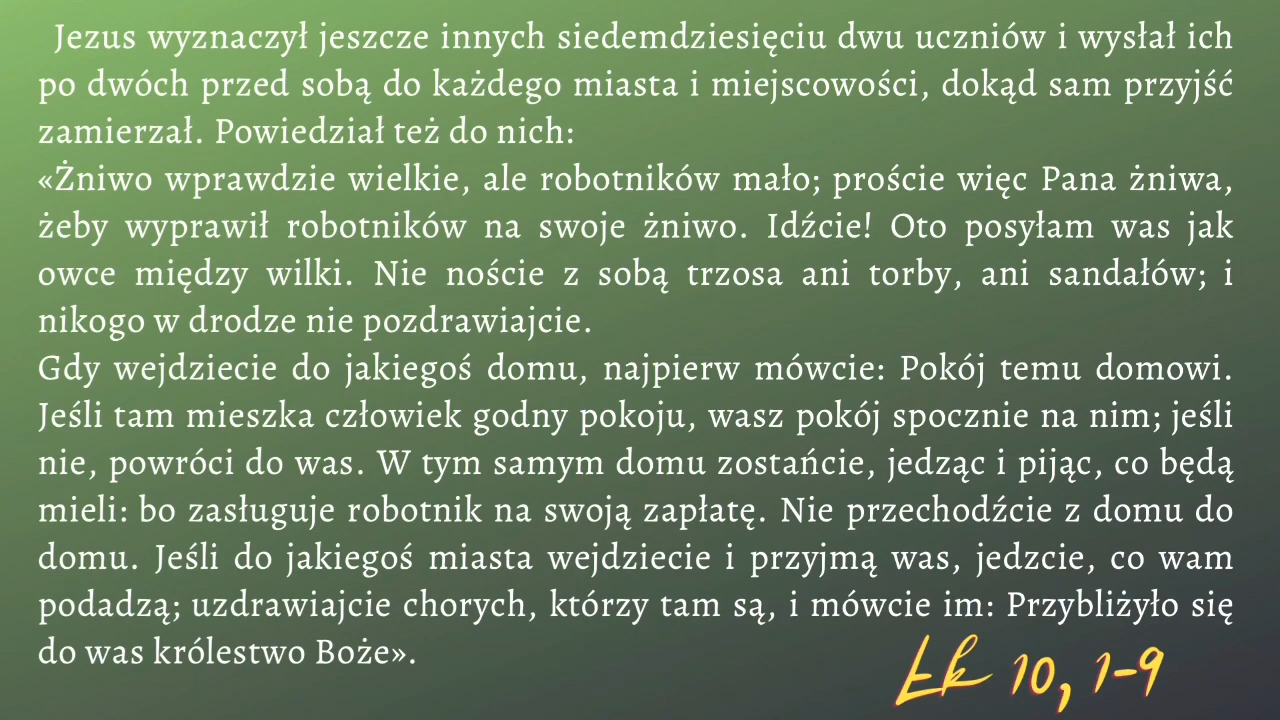 Jezus wyznaczył jeszcze innych siedemdziesięciu dwu uczniów i wysłał ich
po dwóch przed sobą do każdego miasta i miejscowości, dokąd sam przyjść
zamierzał. Powiedział też do nich:
«Żniwo wprawdzie wielkie, ale robotników mało; proście więc Pana żniwa,
żeby wyprawił robotników na swoje żniwo. Idźcie! Oto posyłam was jak
owce między wilki. Nie noście z sobą trzosa ani torby, ani sandałów; i
nikogo w drodze nie pozdrawiajcie.
Gdy wejdziecie do jakiegoś domu, najpierw mówcie: Pokój temu domowi.
Jeśli tam mieszka człowiek godny pokoju, wasz pokój spocznie na nim; jeśli
nie, powróci do was. W tym samym domu zostańcie, jedząc i pijąc, co będą
mieli: bo zasługuje robotnik na swoją zapłatę. Nie przechodźcie z domu do
domu. Jeśli do jakiegoś miasta wejdziecie i przyjmą was, jedzcie, co wam
podadzą; uzdrawiajcie chorych, którzy tam są, i mówcie im: Przybliżyło się
do was królestwo Boże».
Łk 10, 1-9